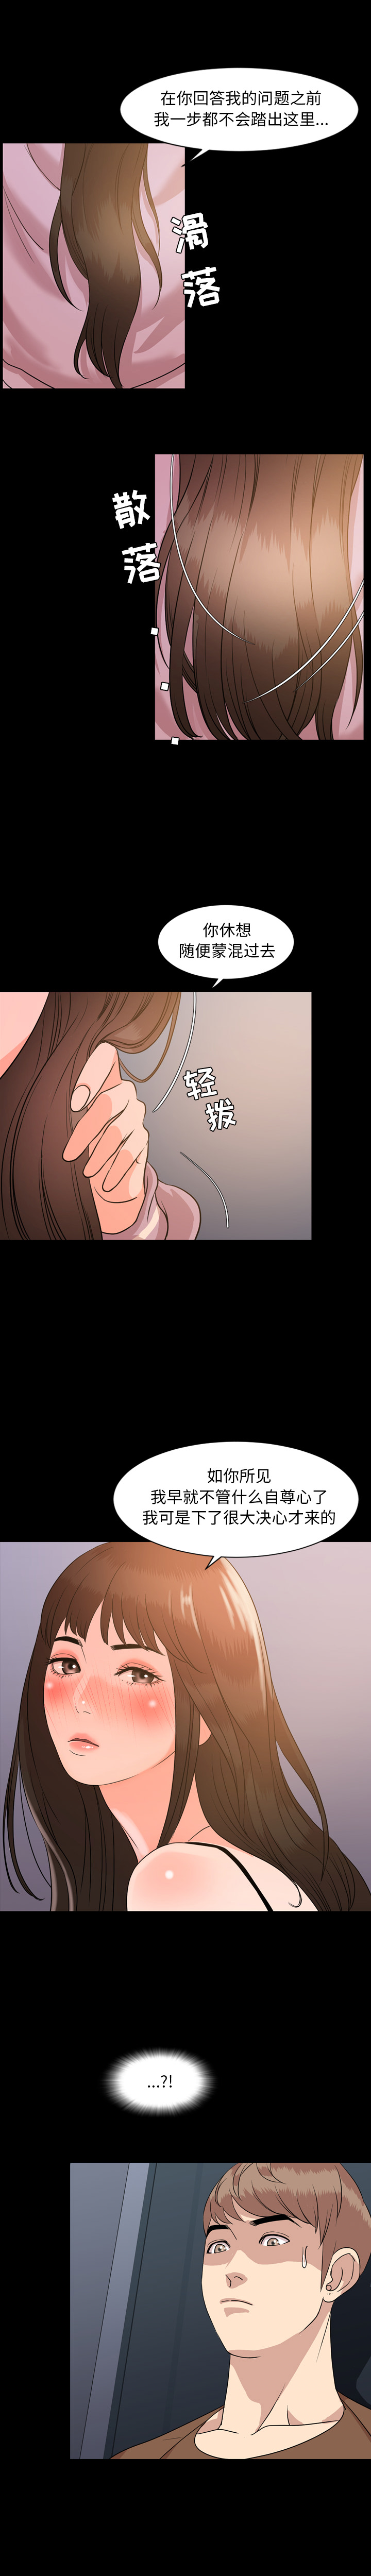 在你回答我的问题之前
我一步都不会踏出这里...
滑
落
散
落
你休想
随便蒙混过去
轻
拨
如你所见
我早就不管什么自尊心了
我可是下了很大决心才来的
...?!